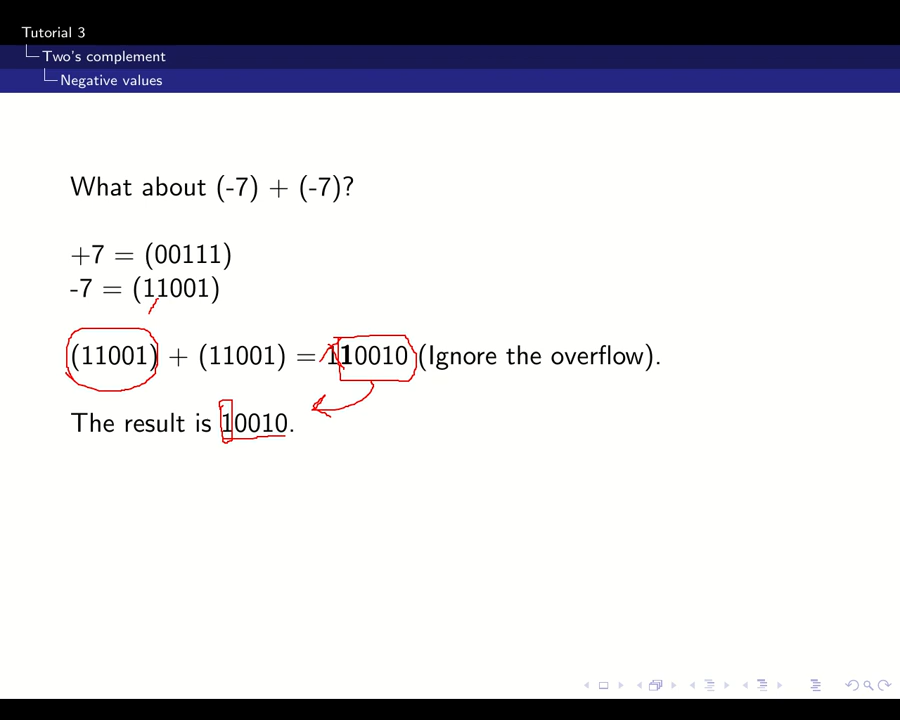 Tutorial 3
Two's complement
Negative values
What about (-7) + (-7)?
+7 = (00111)
-7 = (11001)
(11001) + (11001) = 110010 (Ignore the overflow).
The result is 10010.